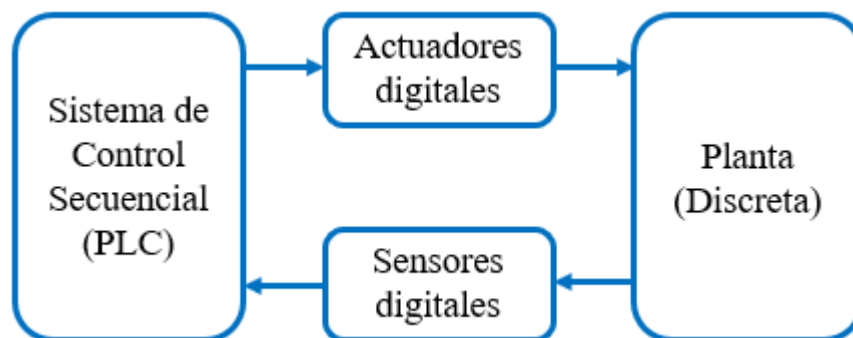 Sistema de
Control
Secuencial
(PLC)
Actuadores
digitales
Sensores
digitales
Planta
(Discreta)